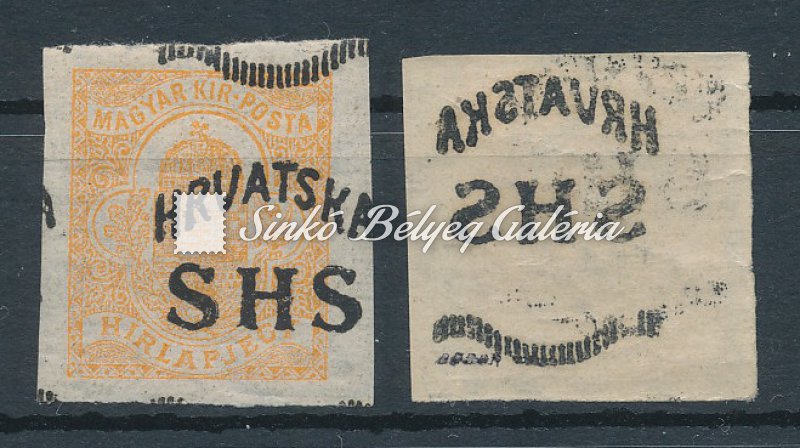 MAGYAR KIR·POSTA
HRVATSKA
SHS
HIRLAPJEGY
HRVATSKA
SHS
Sinkó Bélyeg Galéria